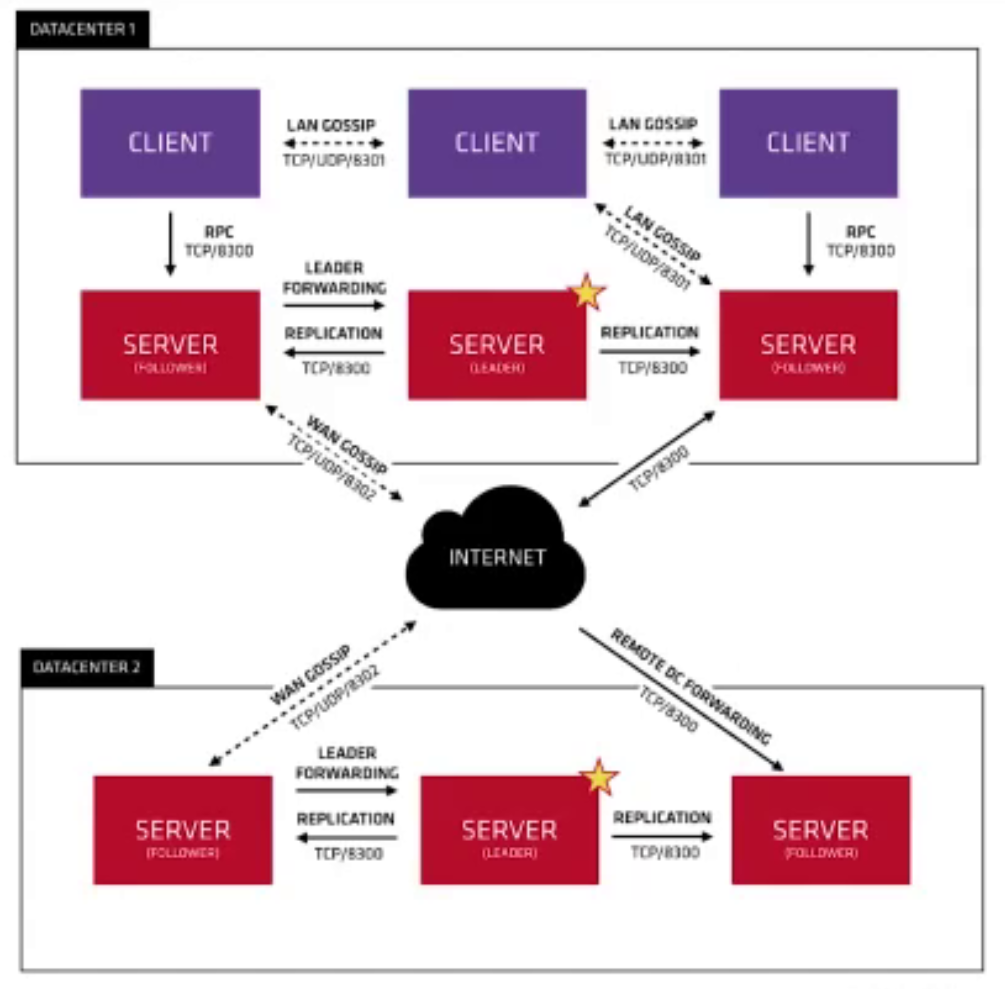 DATACENTER 1
CLIENT
LAN GOSSIP
TCP/UDP/8301
CLIENT
LAN GOSSIP
TCP/UDP/8301
CLIENT
RPC
TCP/8300
LAN GOSSIP
TCP/UDP/8301
RPC
TCP/8300
SERVER
(FOLLOWER)
LEADER
FORWARDING
REPLICATION
TCP/8300
SERVER
(LEADER)
REPLICATION
TCP/8300
SERVER
(FOLLOWER)
WAN GOSSIP
TCP/UDP/8302
TCP/8300
INTERNET
DATACENTER 2
WAN GOSSIP
TCP/UDP/8302
REMOTE DC FORWARDING
TCP/8300
SERVER
(FOLLOWER)
LEADER
FORWARDING
REPLICATION
TCP/8300
SERVER
(LEADER)
REPLICATION
TCP/8300
SERVER
(FOLLOWER)